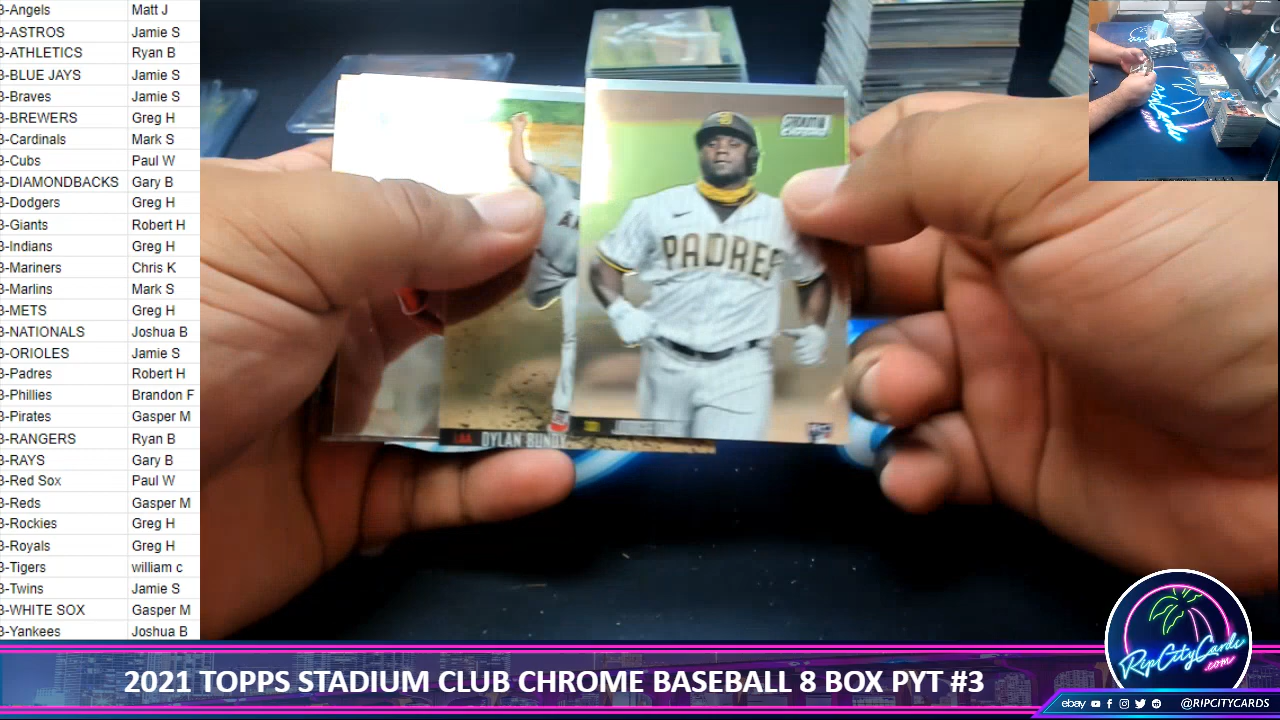 3-Angels Matt J
3-ASTROS Jamie S
3-ATHLETICS Ryan B
3-BLUE JAYS Jamie S
3-Braves Jamie S
3-BREWERS Greg H
3-Cardinals Mark S
3-Cubs Paul W
3-DIAMONDBACKS Gary B
3-Dodgers Greg H
3-Giants Robert H
3-Indians Greg H
3-Mariners Chris K
3-Marlins Mark S
3-METS Greg H
3-NATIONALS Joshua B
3-ORIOLES Jamie S
3-Padres Robert H
3-Phillies Brandon F
3-Pirates Gasper M
3-RANGERS Ryan B
3-RAYS Gary B
3-Red Sox Paul W
3-Reds Gasper M
3-Rockies Greg H
3-Royals Greg H
3-Tigers william c
3-Twins Jamie S
3-WHITE SOX Gasper M
3-Yankees Joshua B
PADRES
LAA DYLAN BUNDY
RipCityCards
.com
2021 TOPPS STADIUM CLUB CHROME BASEBALL 8 BOX PYT #3
ebay @RIPCITYCARDS